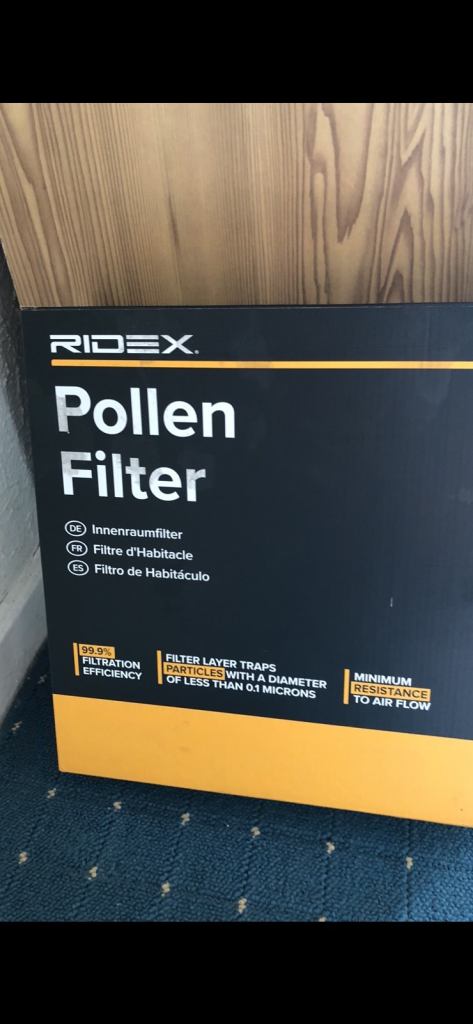 RIDEX.
Pollen
Filter
DE Innenraumfilter
FR Filtre d'Habitacle
ES Filtro de Habitáculo
99.9%
FILTRATION
EFFICIENCY
FILTER LAYER TRAPS
PARTICLES WITH A DIAMETER
OF LESS THAN 0.1 MICRONS
MINIMUM
RESISTANCE
TO AIR FLOW